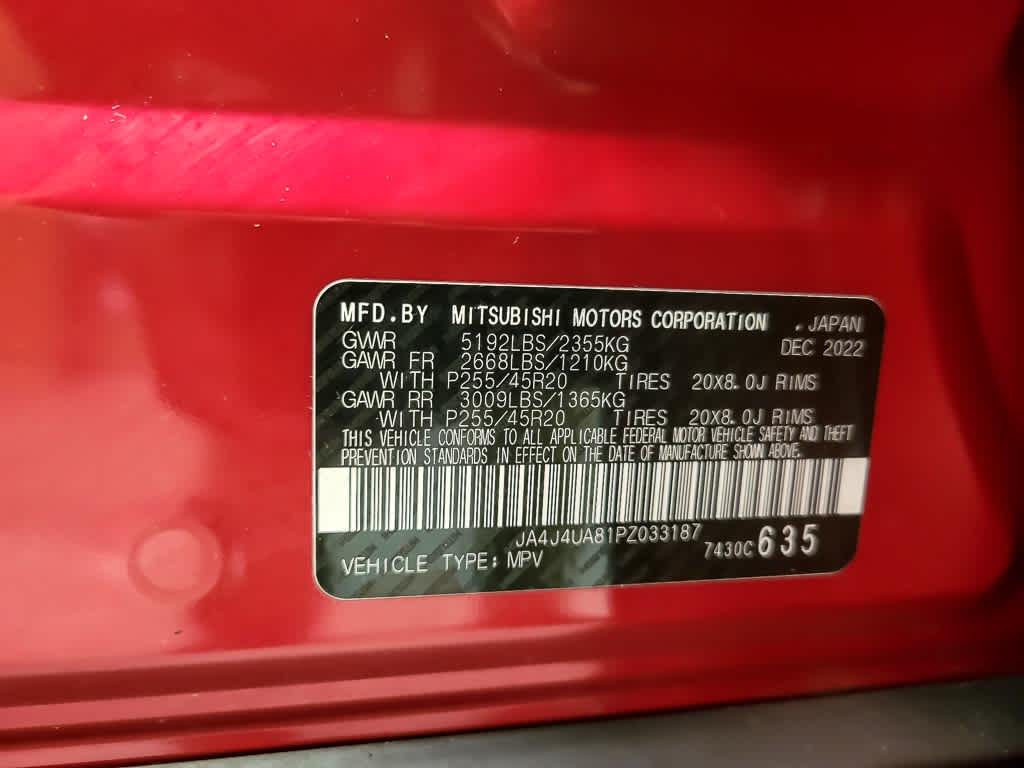 MFD.BY MITSUBISHI MOTORS CORPORATION .JAPAN
GVWR 5192LBS/2355KG DEC 2022
GAWR FR 2668LBS/1210KG
WITH P255/45R20 TIRES 20X8.0J RIMS
GAWR RR 3009LBS/1365KG
WITH P255/45R20 TIRES 20X8.0J RIMS
THIS VEHICLE CONFORMS TO ALL APPLICABLE FEDERAL MOTOR VEHICLE SAFETY AND THEFT
PREVENTION STANDARDS IN EFFECT ON THE DATE OF MANUFACTURE SHOWN ABOVE.
JA4J4UA81PZ033187
VEHICLE TYPE: MPV 7430C 635